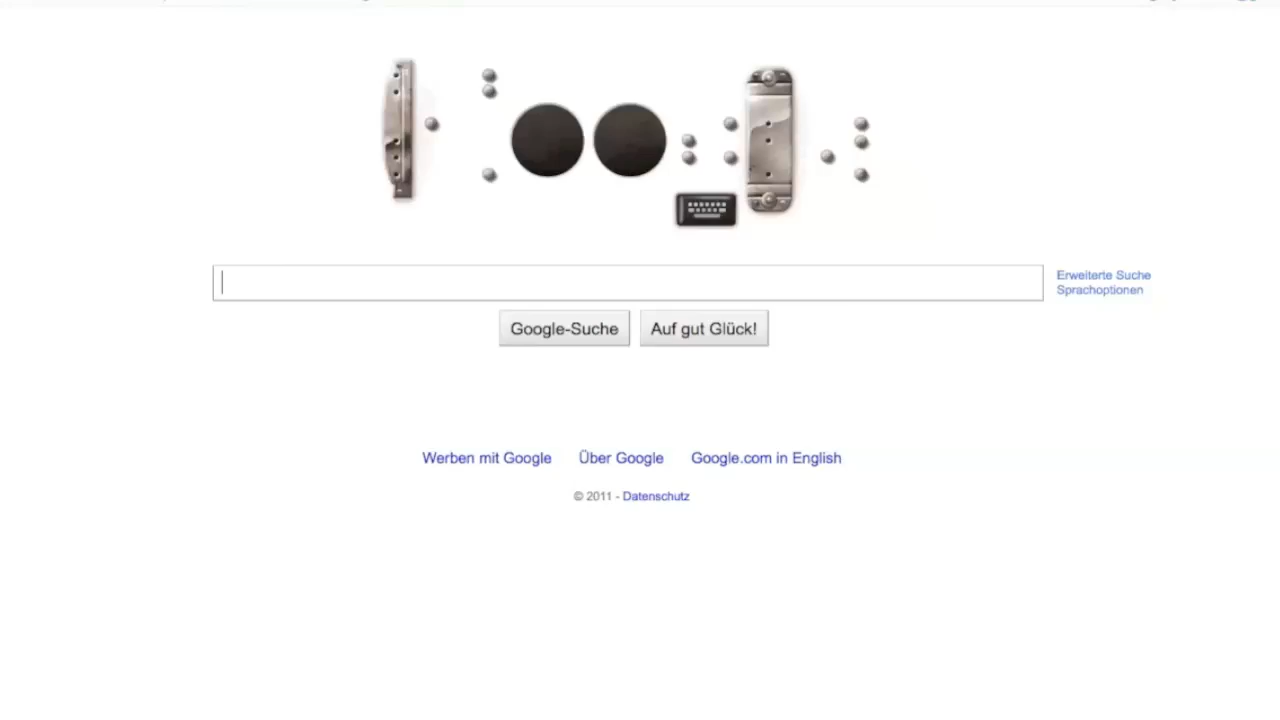 Erweiterte Suche
Sprachoptionen
Google-Suche Auf gut Glück!
Werben mit Google Über Google Google.com in English
© 2011 - Datenschutz